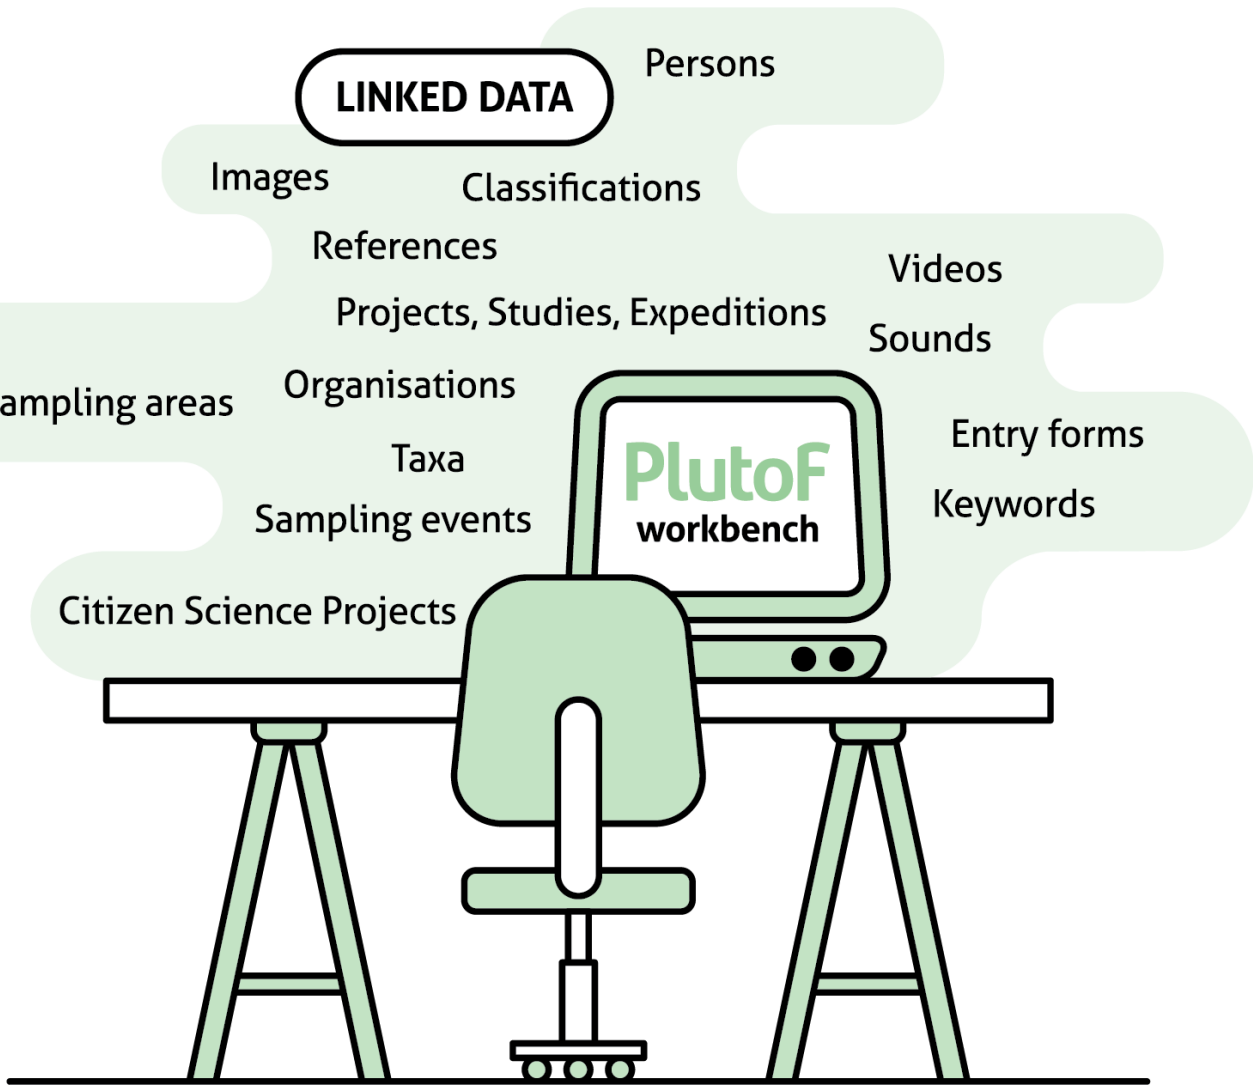 Persons
LINKED DATA
Images
Classifications
References
Videos
Projects, Studies, Expeditions
Sounds
Organisations
ampling areas
Entry forms
Taxa
PlutoF
workbench
Keywords
Sampling events
Citizen Science Projects